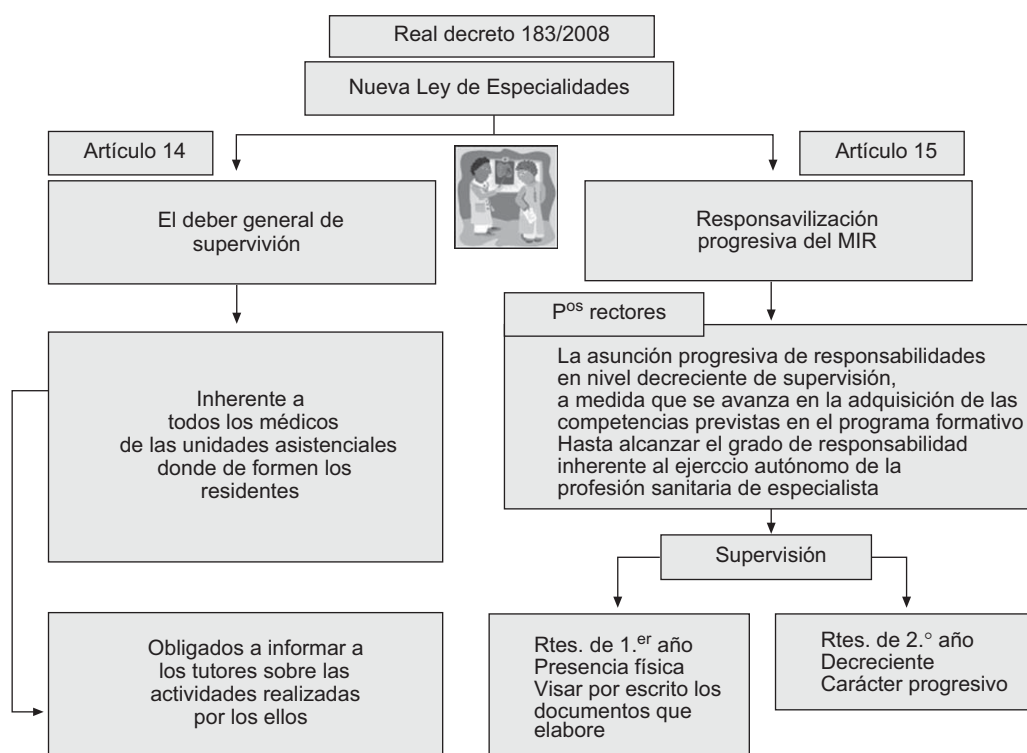 Real decreto 183/2008
Nueva Ley de Especialidades
Artículo 14
Artículo 15
El deber general de
supervivión
Responsavilización
progresiva del MIR
Inherente a
todos los médicos
de las unidades asistenciales
donde de formen los
residentes
Pos rectores
La asunción progresiva de responsabilidades
en nivel decreciente de supervisión,
a medida que se avanza en la adquisición de las
competencias previstas en el programa formativo
Hasta alcanzar el grado de responsabilidad
inherente al ejerccio autónomo de la
profesión sanitaria de especialista
Supervisión
Obligados a informar a
los tutores sobre las
actividades realizadas
por los ellos
Rtes. de 1.er año
Presencia física
Visar por escrito los
documentos que
elabore
Rtes. de 2.° año
Decreciente
Carácter progresivo